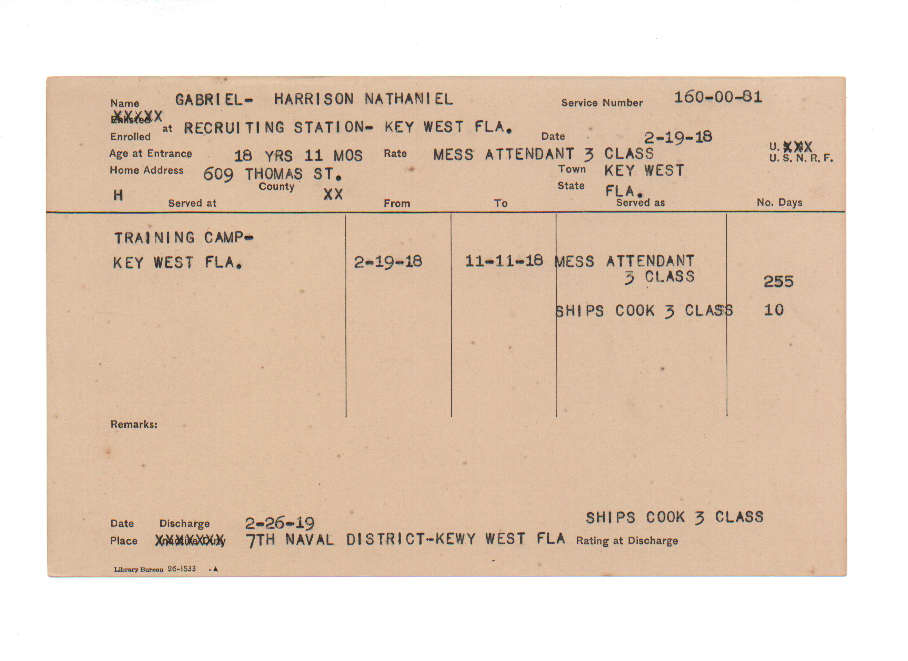 Name GABRIEL- HARRISON NATHANIEL Service Number 160-00-81
Enlisted XXXXX
Enrolled at RECRUITING STATION- KEY WEST FLA. Date 2-19-18
Age at Entrance 18 YRS 11 MOS Rate MESS ATTENDANT 3 CLASS U. XXX
U. S. N. R. F.
Home Address 609 THOMAS ST. Town KEY WEST
H County XX State FLA.
Served at From To Served as No. Days
TRAINING CAMP-
KEY WEST FLA. 2-19-18 11-11-18 MESS ATTENDANT
3 CLASS 255
SHIPS COOK 3 CLASS 10
Remarks:
Date Discharge 2-26-19 SHIPS COOK 3 CLASS
Place XXXXXXXX 7TH NAVAL DISTRICT-KEWY WEST FLA Rating at Discharge
Library Bureau 26-1533 . A